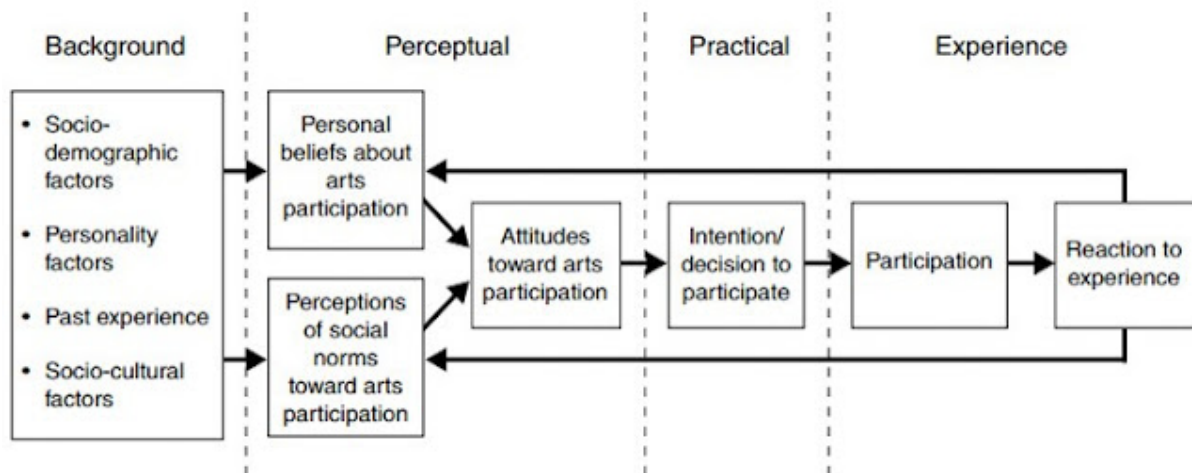 Background
Perceptual
Practical
Experience
• Socio-
demographic
factors
• Personality
factors
• Past experience
• Socio-cultural
factors
Personal
beliefs about
arts
participation
Perceptions
of social
norms
toward arts
participation
Attitudes
toward arts
participation
Intention/
decision to
participate
Participation
Reaction to
experience